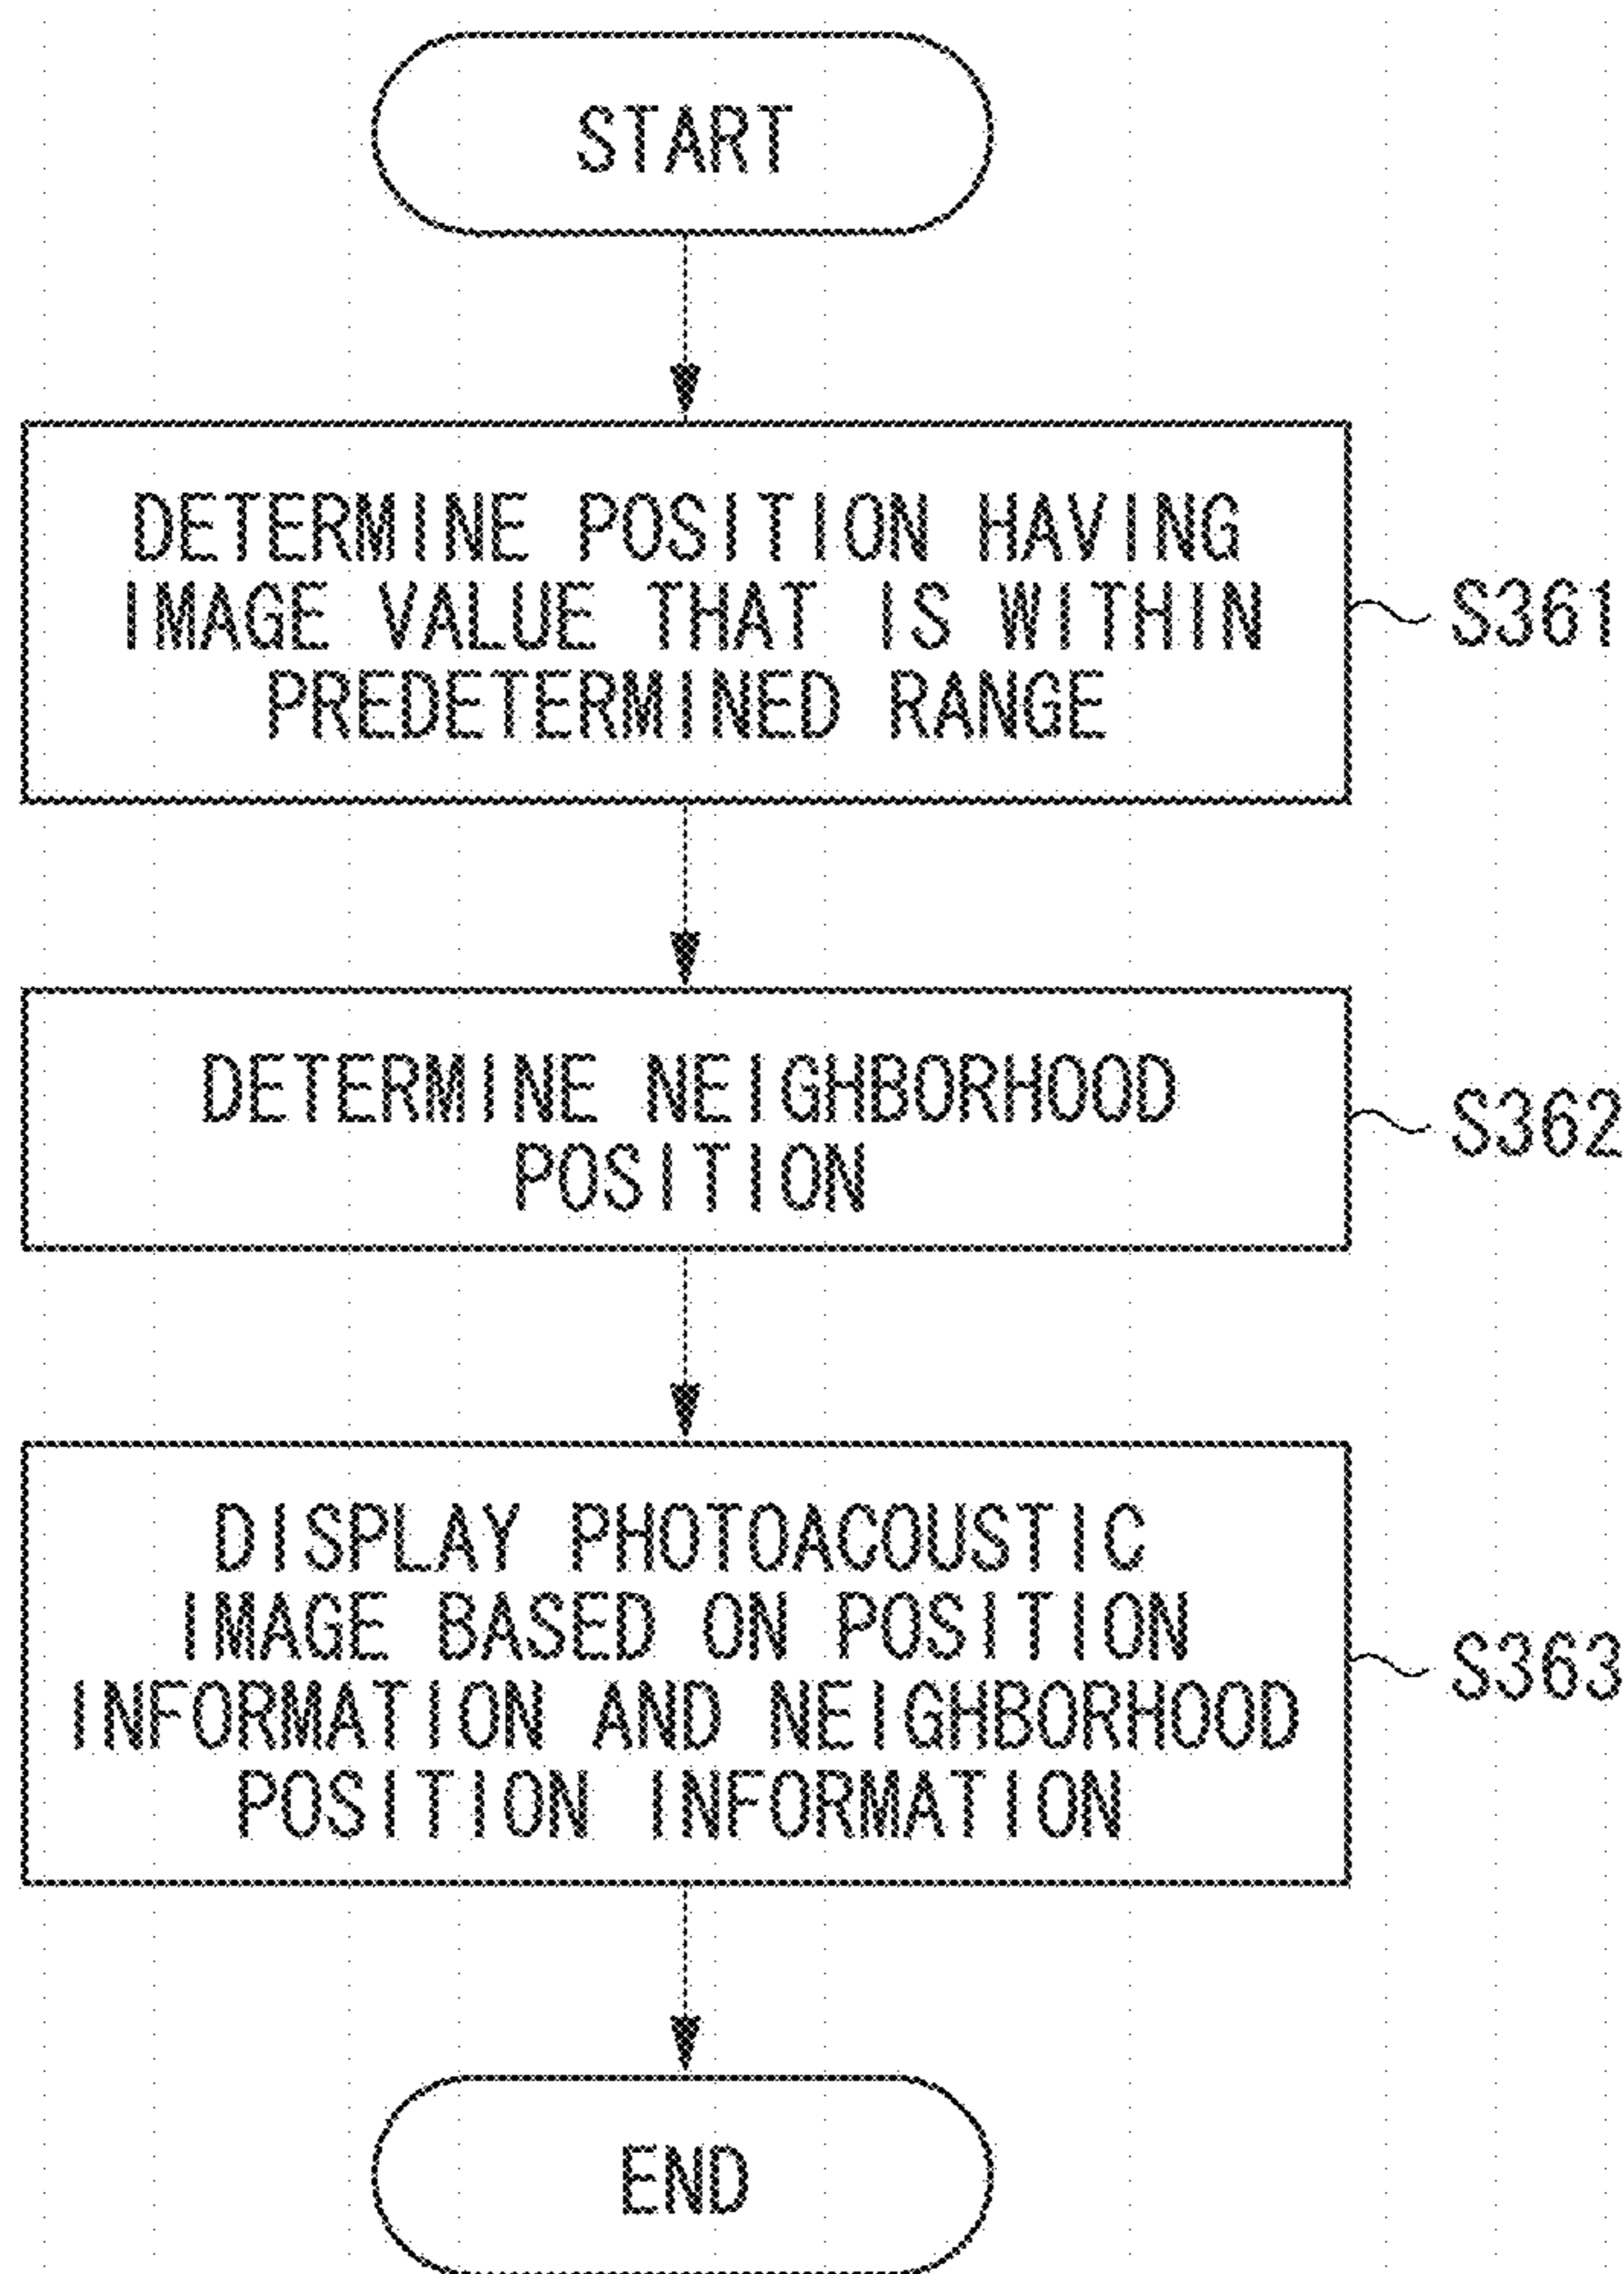 START
DETERMINE POSITION HAVING
IMAGE VALUE THAT IS WITHIN
PREDETERMINED RANGE
S361
DETERMINE NEIGHBORHOOD
POSITION
S362
DISPLAY PHOTOACOUSTIC
IMAGE BASED ON POSITION
INFORMATION AND NEIGHBORHOOD
POSITION INFORMATION
S363
END